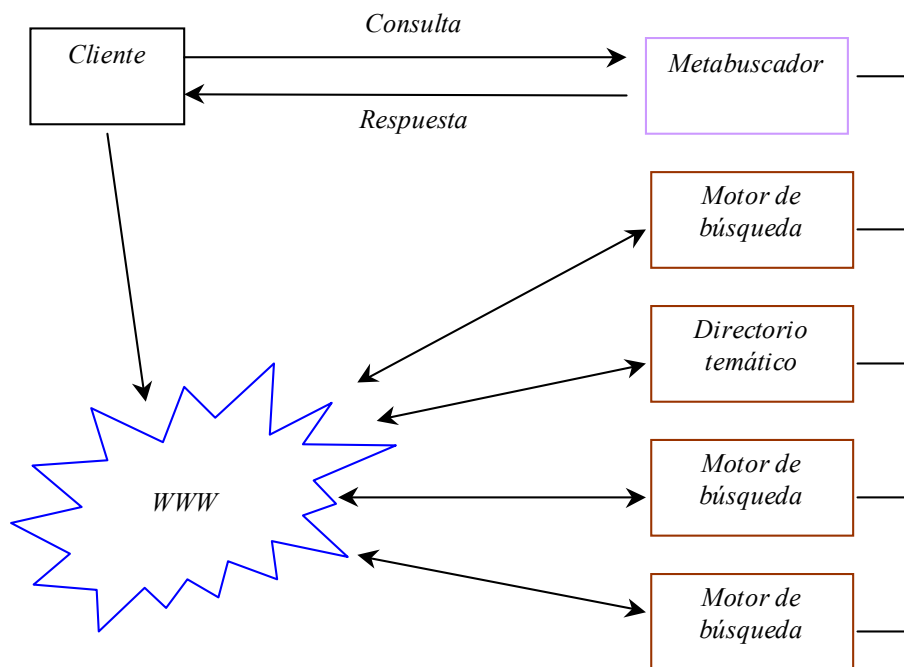 Consulta
Cliente
Metabuscador
Respuesta
Motor de
búsqueda
Directorio
temático
Motor de
búsqueda
WWW
Motor de
búsqueda